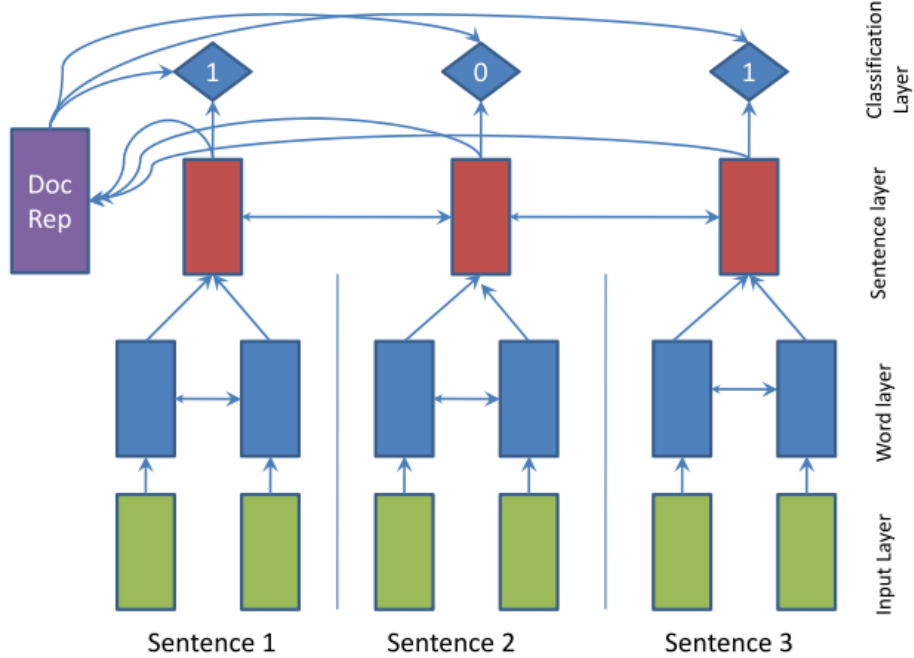 1
0
1
Classification
Layer
Doc
Rep
Sentence layer
Word layer
Input Layer
Sentence 1
Sentence 2
Sentence 3